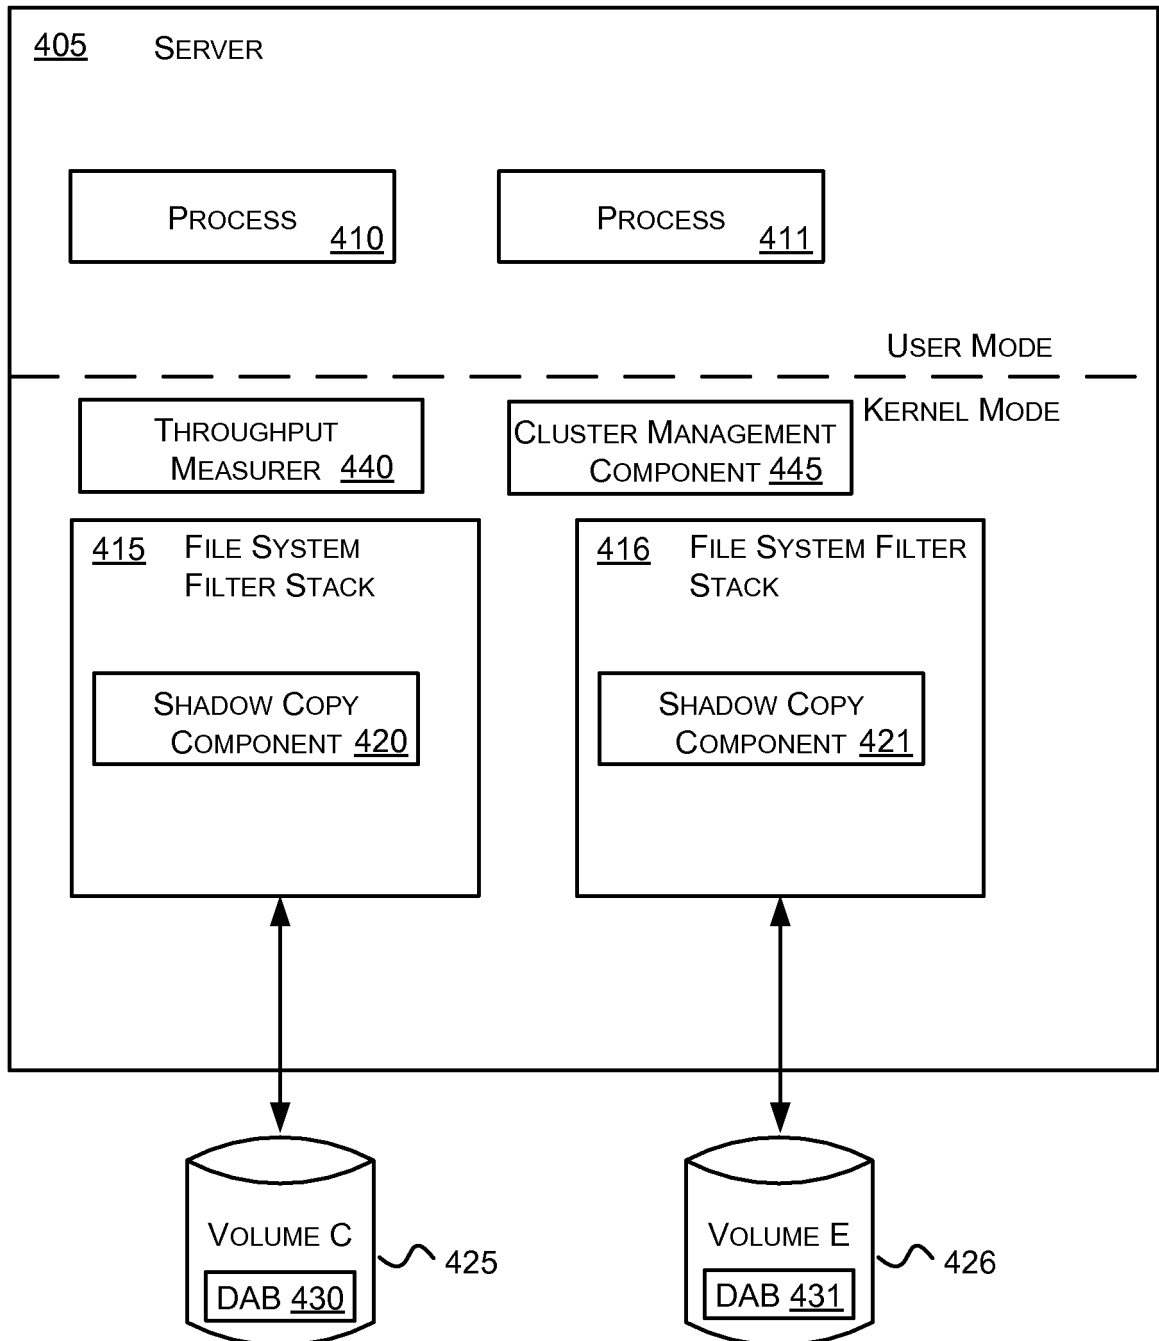 405 SERVER
PROCESS 410
PROCESS 411
USER MODE
KERNEL MODE
THROUGHPUT
MEASURER 440
CLUSTER MANAGEMENT
COMPONENT 445
415 FILE SYSTEM
FILTER STACK
416 FILE SYSTEM FILTER
STACK
SHADOW COPY
COMPONENT 420
SHADOW COPY
COMPONENT 421
VOLUME C
425
DAB 430
VOLUME E
426
DAB 431